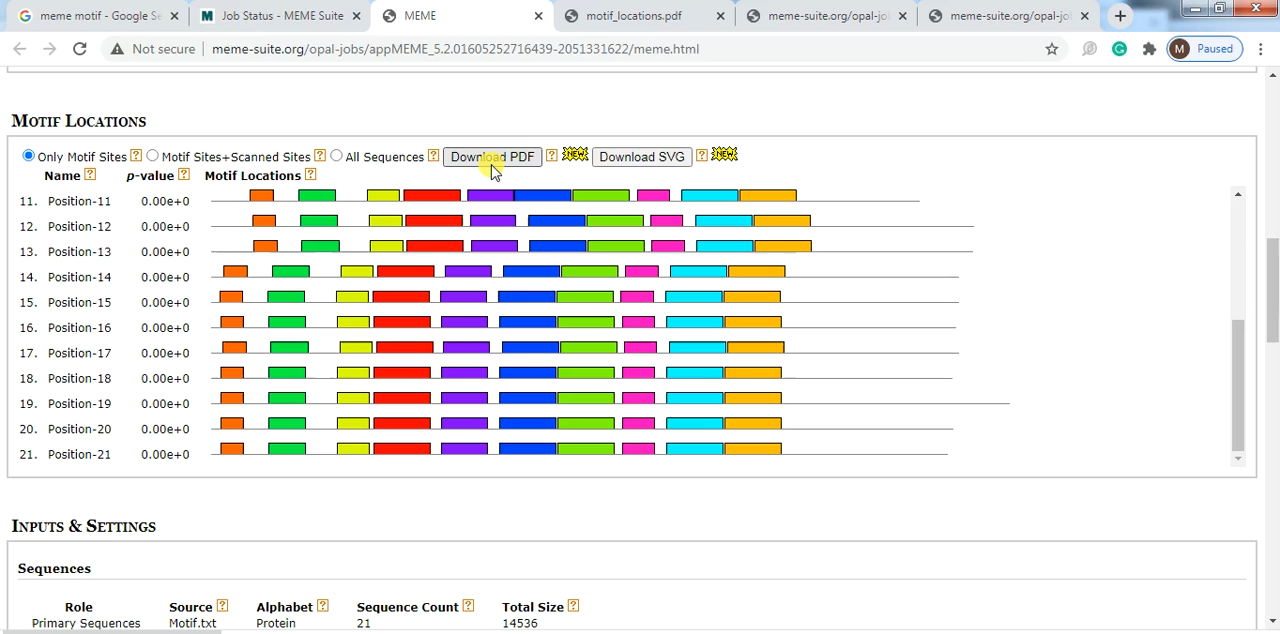 meme motif - Google Se
Job Status - MEME Suite
MEME
motif_locations.pdf
meme-suite.org/opal-jol
meme-suite.org/opal-jol
Not secure
meme-suite.org/opal-jobs/appMEME_5.2.01605252716439-2051331622/meme.html
M Paused
MOTIF LOCATIONS
Only Motif Sites ? Motif Sites+Scanned Sites ? All Sequences ? Download PDF ? NEW Download SVG ? NEW
Name ? p-value ? Motif Locations ?
11. Position-11 0.00e+0
12. Position-12 0.00e+0
13. Position-13 0.00e+0
14. Position-14 0.00e+0
15. Position-15 0.00e+0
16. Position-16 0.00e+0
17. Position-17 0.00e+0
18. Position-18 0.00e+0
19. Position-19 0.00e+0
20. Position-20 0.00e+0
21. Position-21 0.00e+0
INPUTS & SETTINGS
Sequences
Role Source ? Alphabet ? Sequence Count ? Total Size ?
Primary Sequences Motif.txt Protein 21 14536